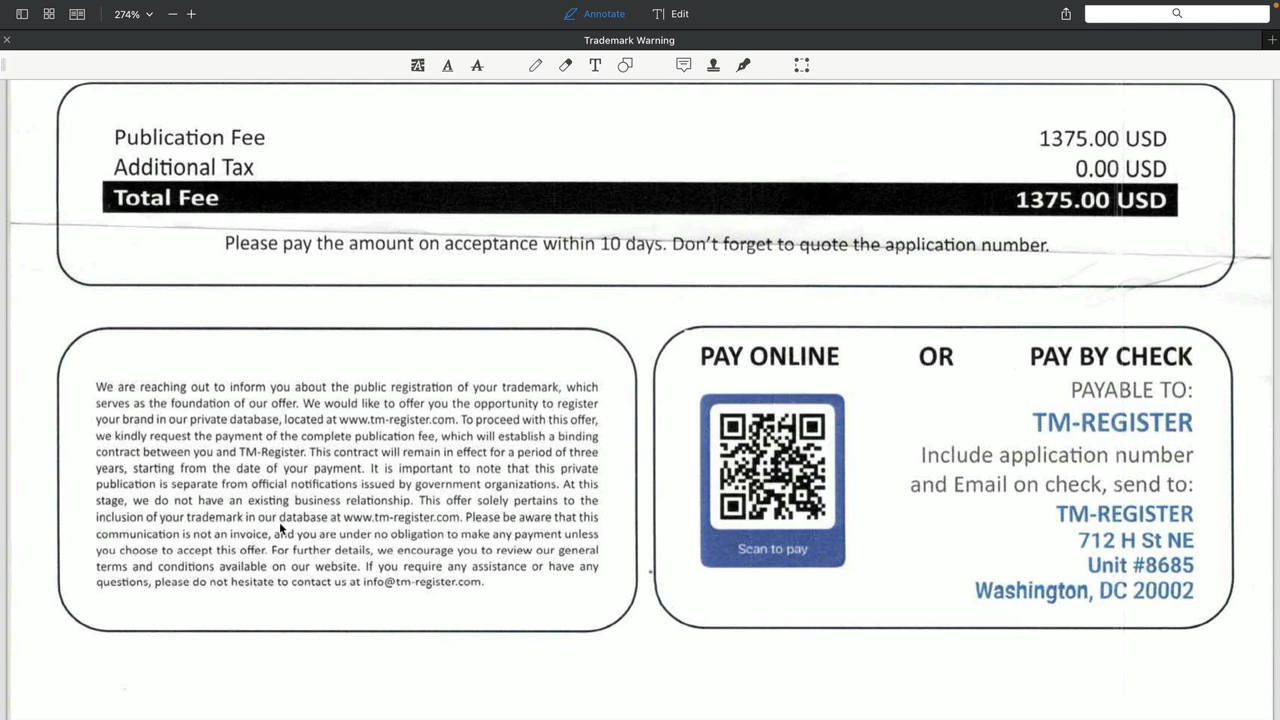 274%
Annotate
Edit
Trademark Warning
Publication Fee 1375.00 USD
Additional Tax 0.00 USD
Total Fee 1375.00 USD
Please pay the amount on acceptance within 10 days. Don't forget to quote the application number.
We are reaching out to inform you about the public registration of your trademark, which
serves as the foundation of our offer. We would like to offer you the opportunity to register
your brand in our private database, located at www.tm-register.com. To proceed with this offer,
we kindly request the payment of the complete publication fee, which will establish a binding
contract between you and TM-Register. This contract will remain in effect for a period of three
years, starting from the date of your payment. It is important to note that this private
publication is separate from official notifications issued by government organizations. At this
stage, we do not have an existing business relationship. This offer solely pertains to the
inclusion of your trademark in our database at www.tm-register.com. Please be aware that this
communication is not an invoice, and you are under no obligation to make any payment unless
you choose to accept this offer. For further details, we encourage you to review our general
terms and conditions available on our website. If you require any assistance or have any
questions, please do not hesitate to contact us at info@tm-register.com.
PAY ONLINE OR PAY BY CHECK
Scan to pay
PAYABLE TO:
TM-REGISTER
Include application number
and Email on check, send to:
TM-REGISTER
712 H St NE
Unit #8685
Washington, DC 20002